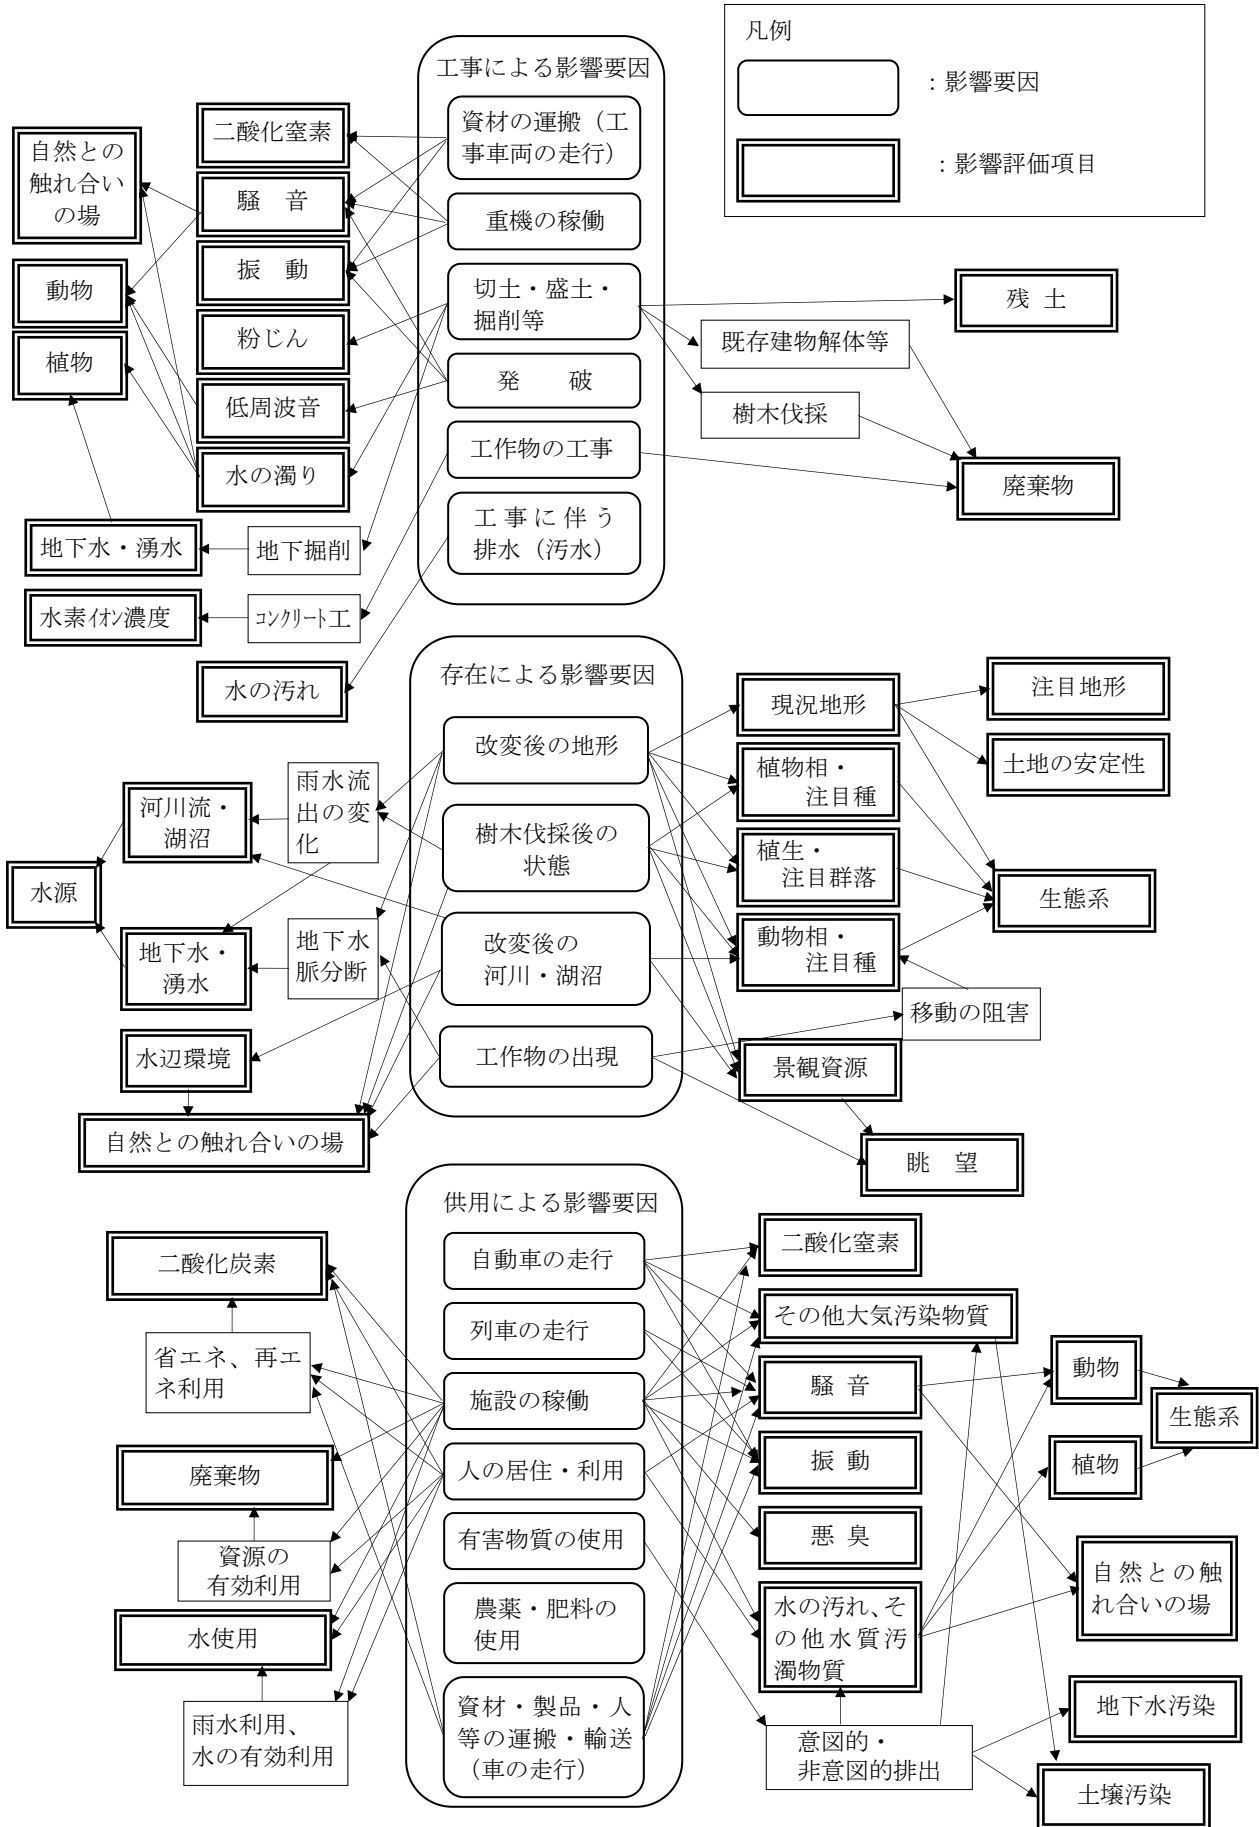 凡例
：影響要因
：影響評価項目
工事による影響要因
資材の運搬（工
事車両の走行）
重機の稼働
切土・盛土・
掘削等
発　破
工作物の工事
工事に伴う
排水（汚水）
二酸化窒素
騒　音
振　動
粉じん
低周波音
水の濁り
自然との
触れ合い
の場
動物
植物
地下水・湧水
地下掘削
水素イオン濃度
コンクリート工
水の汚れ
残　土
既存建物解体等
樹木伐採
廃棄物
存在による影響要因
改変後の地形
樹木伐採後の
状態
改変後の
河川・湖沼
工作物の出現
雨水流
出の変
化
河川流・
湖沼
水源
地下水・
湧水
地下水
脈分断
水辺環境
自然との触れ合いの場
現況地形
植物相・
注目種
植生・
注目群落
動物相・
注目種
移動の阻害
景観資源
眺　望
注目地形
土地の安定性
生態系
供用による影響要因
自動車の走行
列車の走行
施設の稼働
人の居住・利用
有害物質の使用
農薬・肥料の
使用
資材・製品・人
等の運搬・輸送
（車の走行）
二酸化炭素
省エネ、再エ
ネ利用
廃棄物
資源の
有効利用
水使用
雨水利用、
水の有効利用
二酸化窒素
その他大気汚染物質
騒　音
振　動
悪　臭
水の汚れ、そ
の他水質汚
濁物質
意図的・
非意図的排出
動物
植物
生態系
自然との触
れ合いの場
地下水汚染
土壌汚染